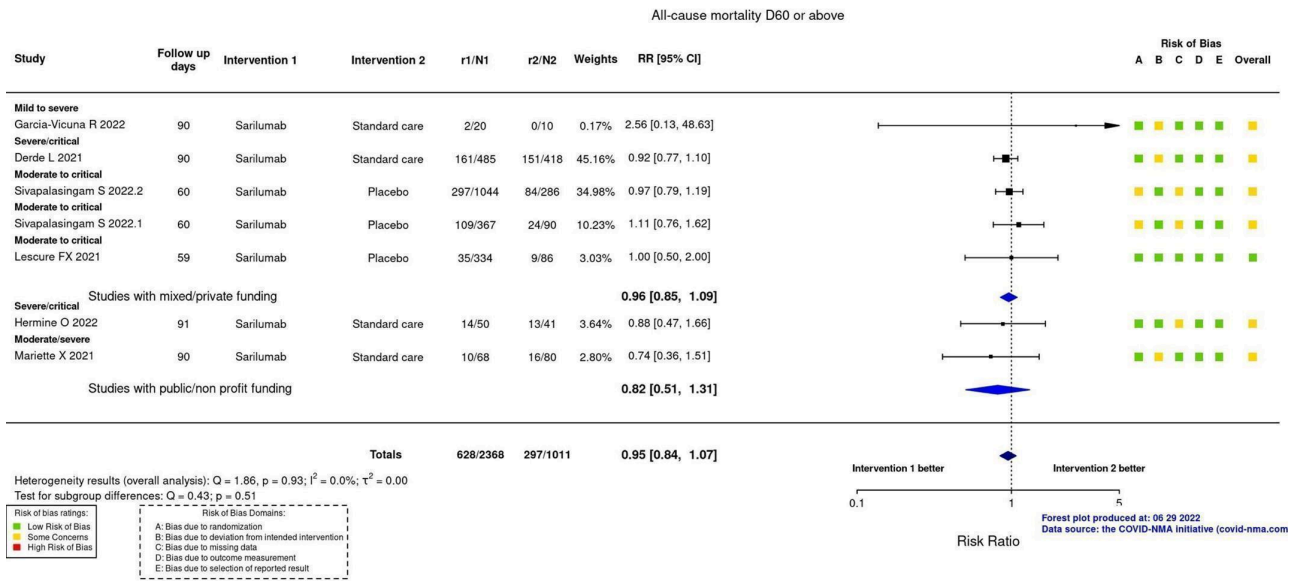 All-cause mortality D60 or above
Risk of Bias
Study Follow up days Intervention 1 Intervention 2 r1/N1 r2/N2 Weights RR [95% CI] A B C D E Overall
Mild to severe
Garcia-Vicuna R 2022 90 Sarilumab Standard care 2/20 0/10 0.17% 2.56 [0.13, 48.63]
Severe/critical
Derde L 2021 90 Sarilumab Standard care 161/485 151/418 45.16% 0.92 [0.77, 1.10]
Moderate to critical
Sivapalasingam S 2022.2 60 Sarilumab Placebo 297/1044 84/286 34.98% 0.97 [0.79, 1.19]
Moderate to critical
Sivapalasingam S 2022.1 60 Sarilumab Placebo 109/367 24/90 10.23% 1.11 [0.76, 1.62]
Moderate to critical
Lescure FX 2021 59 Sarilumab Placebo 35/334 9/86 3.03% 1.00 [0.50, 2.00]
Studies with mixed/private funding 0.96 [0.85, 1.09]
Severe/critical
Hermine O 2022 91 Sarilumab Standard care 14/50 13/41 3.64% 0.88 [0.47, 1.66]
Moderate/severe
Mariette X 2021 90 Sarilumab Standard care 10/68 16/80 2.80% 0.74 [0.36, 1.51]
Studies with public/non profit funding 0.82 [0.51, 1.31]
Totals 628/2368 297/1011 0.95 [0.84, 1.07]
Intervention 1 better Intervention 2 better
Heterogeneity results (overall analysis): Q = 1.86, p = 0.93; I² = 0.0%; τ² = 0.00
Test for subgroup differences: Q = 0.43; p = 0.51
0.1 1 5
Risk of bias ratings:
Low Risk of Bias
Some Concerns
High Risk of Bias
Risk of Bias Domains:
A: Bias due to randomization
B: Bias due to deviation from intended intervention
C: Bias due to missing data
D: Bias due to outcome measurement
E: Bias due to selection of reported result
Risk Ratio
Forest plot produced at: 06 29 2022
Data source: the COVID-NMA initiative (covid-nma.com